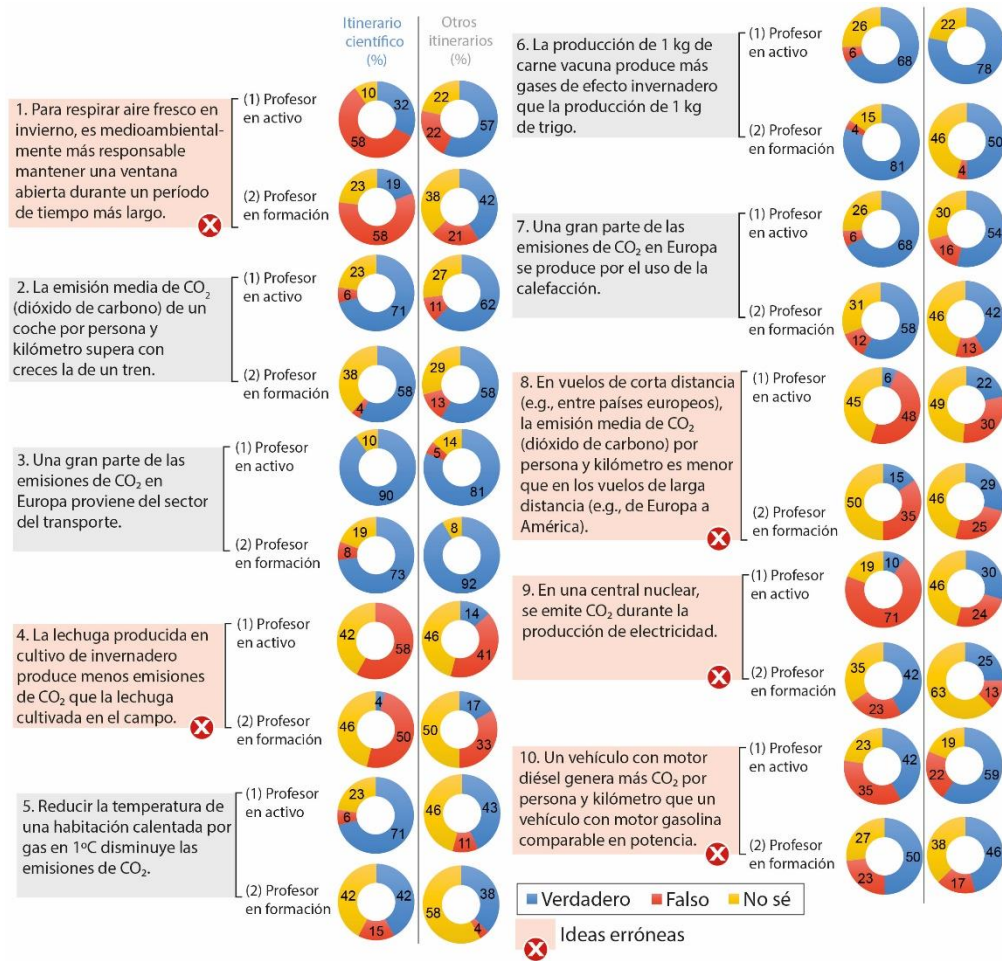 Itinerario
científico
(%)
Otros
itinerarios
(%)
1. Para respirar aire fresco en
invierno, es medioambiental-
mente más responsable
mantener una ventana
abierta durante un período
de tiempo más largo.
(1) Profesor
en activo
10
32
58
22
22
57
(2) Profesor
en formación
23
19
58
38
42
21
2. La emisión media de CO₂
(dióxido de carbono) de un
coche por persona y
kilómetro supera con
creces la de un tren.
(1) Profesor
en activo
23
6
71
27
11
62
(2) Profesor
en formación
38
4
58
29
13
58
3. Una gran parte de las
emisiones de CO₂ en
Europa proviene del sector
del transporte.
(1) Profesor
en activo
10
90
14
5
81
(2) Profesor
en formación
19
8
73
8
92
4. La lechuga producida en
cultivo de invernadero
produce menos emisiones
de CO₂ que la lechuga
cultivada en el campo.
(1) Profesor
en activo
42
58
14
46
41
(2) Profesor
en formación
4
46
50
17
50
33
5. Reducir la temperatura de
una habitación calentada por
gas en 1ºC disminuye las
emisiones de CO₂.
(1) Profesor
en activo
23
6
71
46
43
11
(2) Profesor
en formación
42
42
15
38
58
4
6. La producción de 1 kg de
carne vacuna produce más
gases de efecto invernadero
que la producción de 1 kg
de trigo.
(1) Profesor
en activo
26
6
68
22
78
(2) Profesor
en formación
15
4
81
46
50
4
7. Una gran parte de las
emisiones de CO₂ en Europa
se produce por el uso de la
calefacción.
(1) Profesor
en activo
26
6
68
30
16
54
(2) Profesor
en formación
31
12
58
46
42
13
8. En vuelos de corta distancia
(e.g., entre países europeos),
la emisión media de CO₂
(dióxido de carbono) por
persona y kilómetro es menor
que en los vuelos de larga
distancia (e.g., de Europa a
América).
(1) Profesor
en activo
6
45
48
22
49
30
(2) Profesor
en formación
15
50
35
29
46
25
9. En una central nuclear,
se emite CO₂ durante la
producción de electricidad.
(1) Profesor
en activo
19
10
71
30
46
24
(2) Profesor
en formación
35
42
23
25
63
13
10. Un vehículo con motor
diésel genera más CO₂ por
persona y kilómetro que un
vehículo con motor gasolina
comparable en potencia.
(1) Profesor
en activo
23
42
35
19
22
59
(2) Profesor
en formación
27
50
23
38
46
17
Verdadero Falso No sé
Ideas erróneas